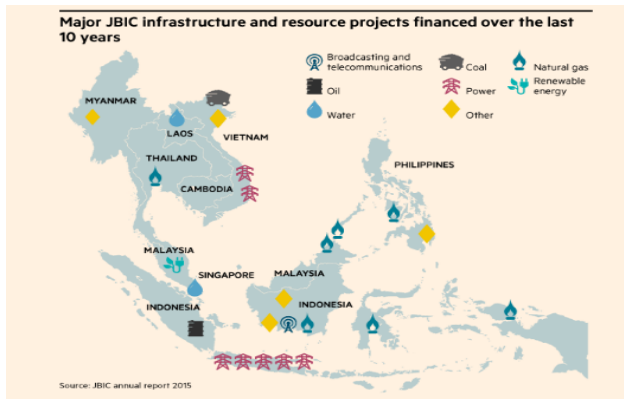 Major JBIC infrastructure and resource projects financed over the last
10 years
Broadcasting and
telecommunications
Coal
Natural gas
Oil
Power
Renewable
energy
Water
Other
MYANMAR
LAOS
VIETNAM
THAILAND
CAMBODIA
PHILIPPINES
MALAYSIA
SINGAPORE
MALAYSIA
INDONESIA
INDONESIA
Source: JBIC annual report 2015